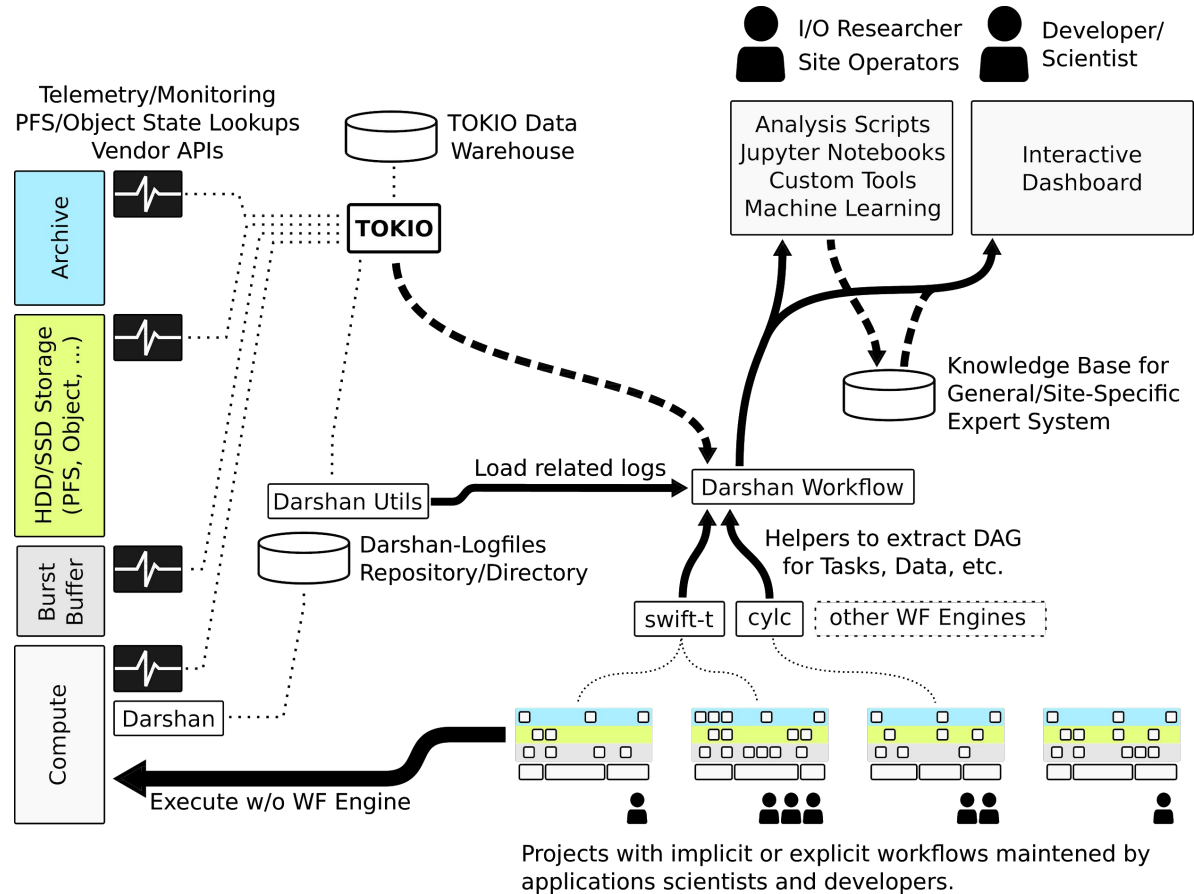 I/O Researcher
Site Operators
Developer/
Scientist
Telemetry/Monitoring
PFS/Object State Lookups
Vendor APIs
TOKIO Data
Warehouse
Analysis Scripts
Jupyter Notebooks
Custom Tools
Machine Learning
Interactive
Dashboard
Archive
TOKIO
HDD/SSD Storage
(PFS, Object, ...)
Knowledge Base for
General/Site-Specific
Expert System
Load related logs
Darshan Utils
Darshan Workflow
Darshan-Logfiles
Repository/Directory
Helpers to extract DAG
for Tasks, Data, etc.
Burst
Buffer
swift-t
cylc
other WF Engines
Compute
Darshan
Execute w/o WF Engine
Projects with implicit or explicit workflows maintened by
applications scientists and developers.